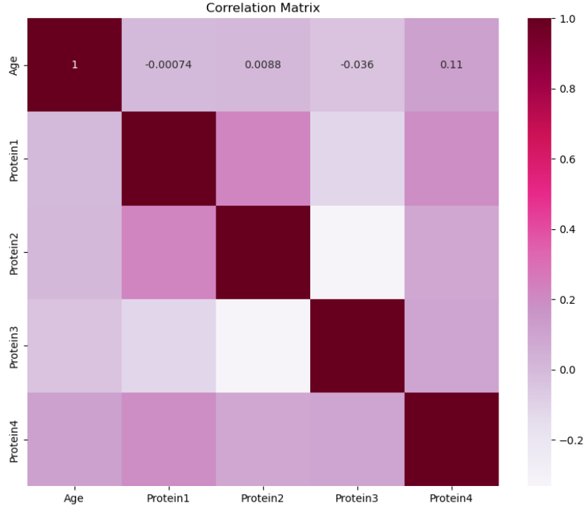 Correlation Matrix
Age
1 -0.00074 0.0088 -0.036 0.11
Protein1
Protein2
Protein3
Protein4
Age Protein1 Protein2 Protein3 Protein4
1.0
0.8
0.6
0.4
0.2
0.0
−0.2